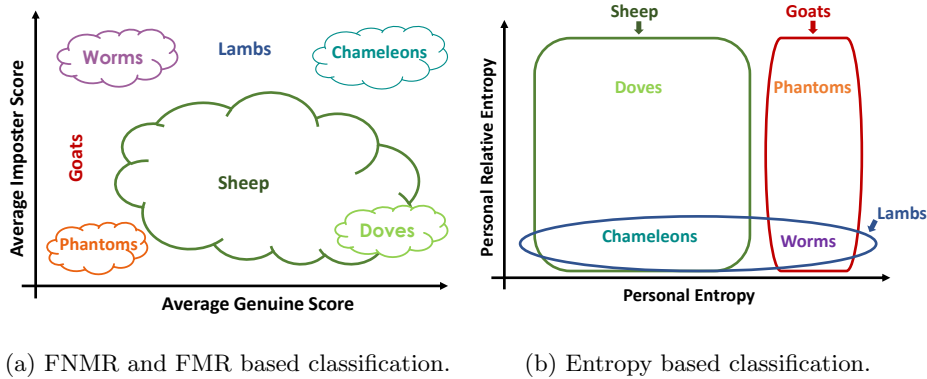 Average Imposter Score
Worms
Lambs
Chameleons
Goats
Sheep
Phantoms
Doves
Average Genuine Score
(a) FNMR and FMR based classification.
Sheep
Goats
Personal Relative Entropy
Doves
Phantoms
Lambs
Chameleons
Worms
Personal Entropy
(b) Entropy based classification.